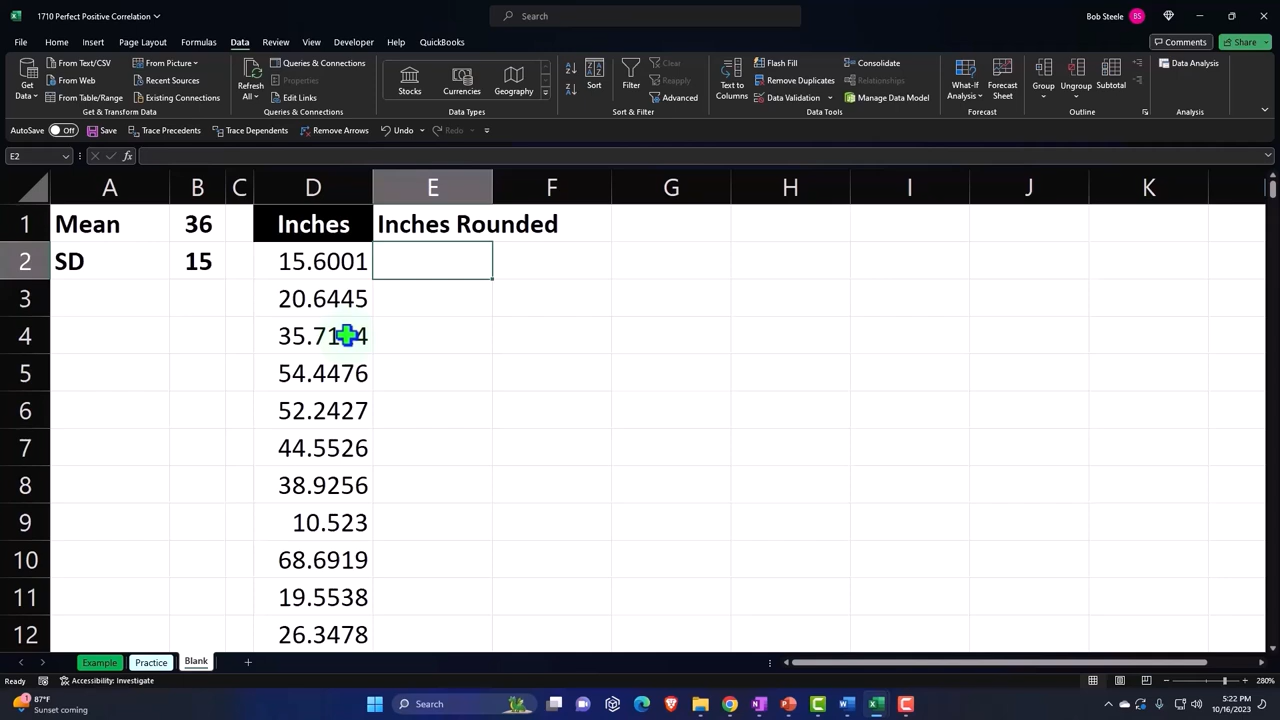 1710 Perfect Positive Correlation
Search
Bob Steele
BS
File Home Insert Page Layout Formulas Data Review View Developer Help QuickBooks
Comments
Share
Get Data
From Text/CSV
From Web
From Table/Range
From Picture
Recent Sources
Existing Connections
Get & Transform Data
Refresh All
Queries & Connections
Properties
Edit Links
Queries & Connections
Stocks
Currencies
Geography
Data Types
Sort
Filter
Clear
Reapply
Advanced
Sort & Filter
Text to Columns
Flash Fill
Remove Duplicates
Data Validation
Consolidate
Relationships
Manage Data Model
Data Tools
What-If Analysis
Forecast Sheet
Forecast
Group
Ungroup
Subtotal
Outline
Data Analysis
Analysis
AutoSave Off Save Trace Precedents Trace Dependents Remove Arrows Undo Redo
E2
fx
A B C D E F G H I J K
1 Mean 36 Inches Inches Rounded
2 SD 15 15.6001
3 20.6445
4
5 54.4476
6 52.2427
7 44.5526
8 38.9256
9 10.523
10 68.6919
11 19.5538
12 26.3478
Example Practice Blank
Ready Accessibility: Investigate
280%
87°F
Sunset coming
Search
5:22 PM
10/16/2023